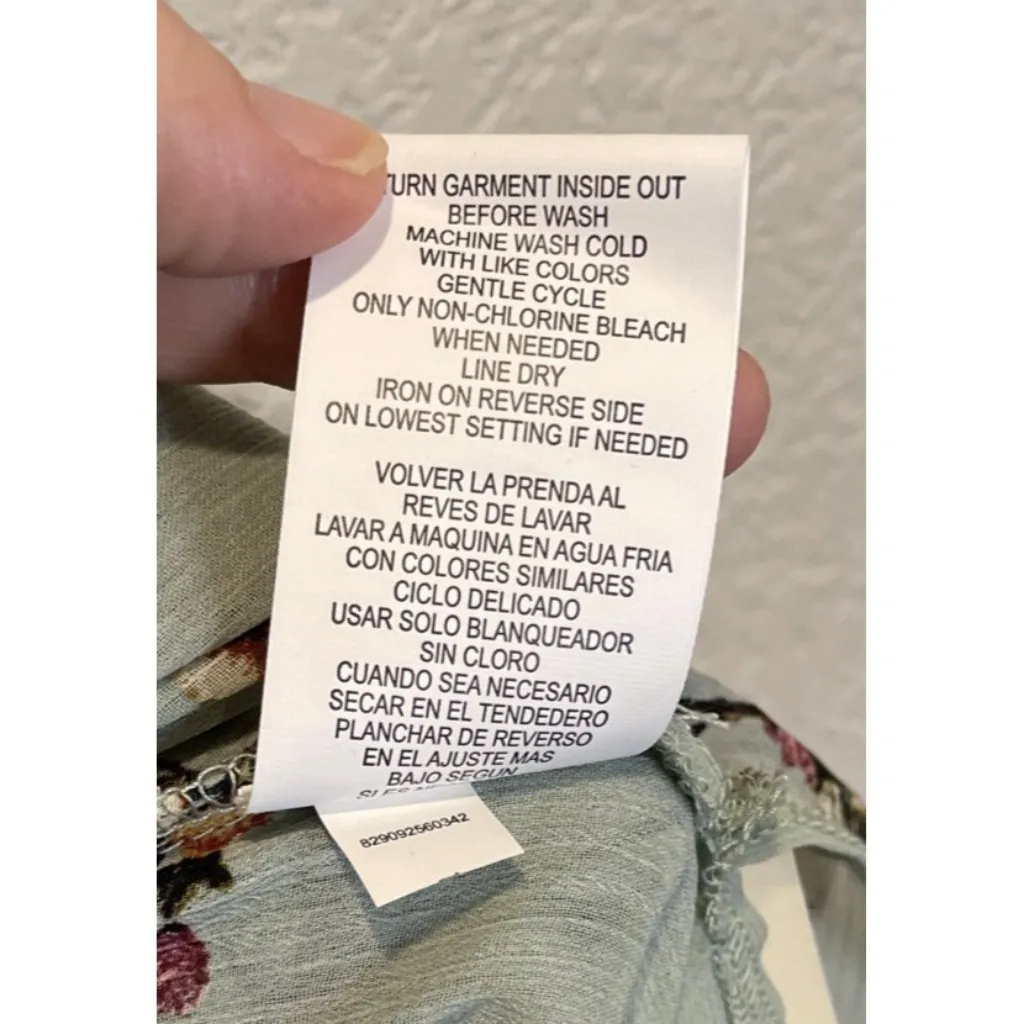 TURN GARMENT INSIDE OUT
BEFORE WASH
MACHINE WASH COLD
WITH LIKE COLORS
GENTLE CYCLE
ONLY NON-CHLORINE BLEACH
WHEN NEEDED
LINE DRY
IRON ON REVERSE SIDE
ON LOWEST SETTING IF NEEDED
VOLVER LA PRENDA AL
REVES DE LAVAR
LAVAR A MAQUINA EN AGUA FRIA
CON COLORES SIMILARES
CICLO DELICADO
USAR SOLO BLANQUEADOR
SIN CLORO
CUANDO SEA NECESARIO
SECAR EN EL TENDEDERO
PLANCHAR DE REVERSO
EN EL AJUSTE MAS
BAJO SEGUN
SI ES
829092560342